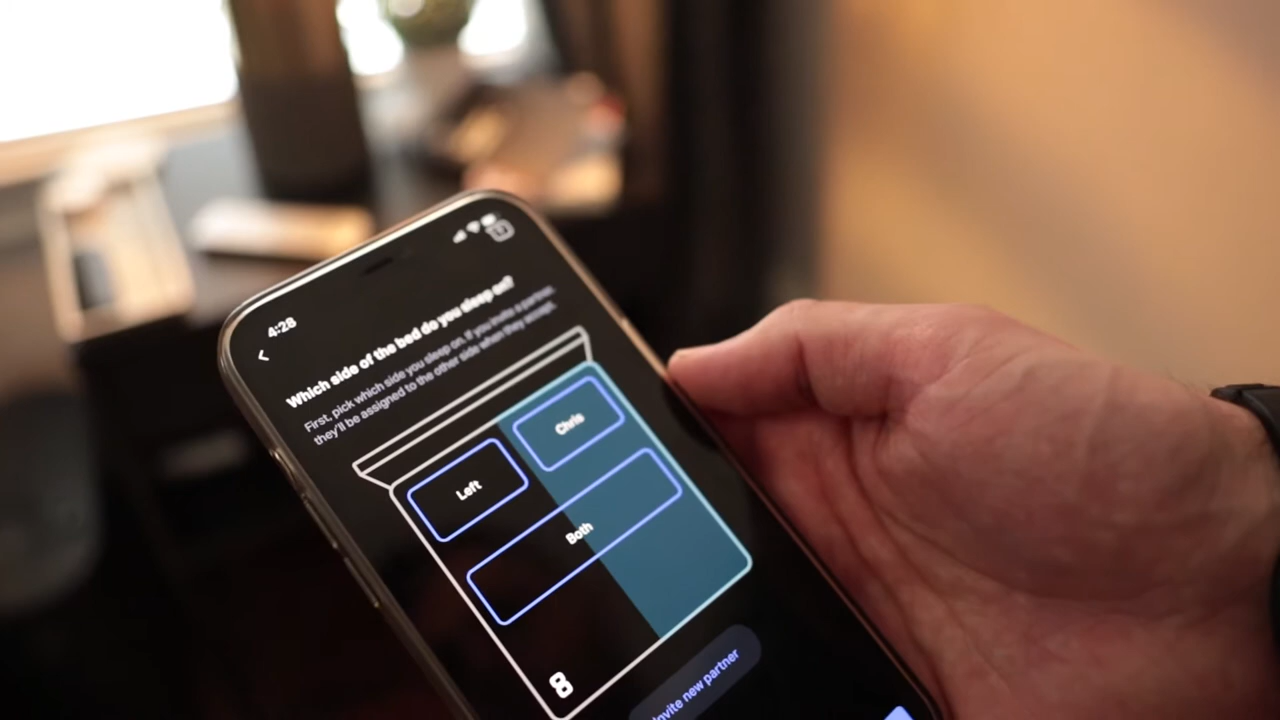 4:28
Which side of the bed do you sleep on?
First, pick which side you sleep on. If you invite a partner,
they'll be assigned to the other side when they accept.
Left
Chris
Both
8
Invite new partner